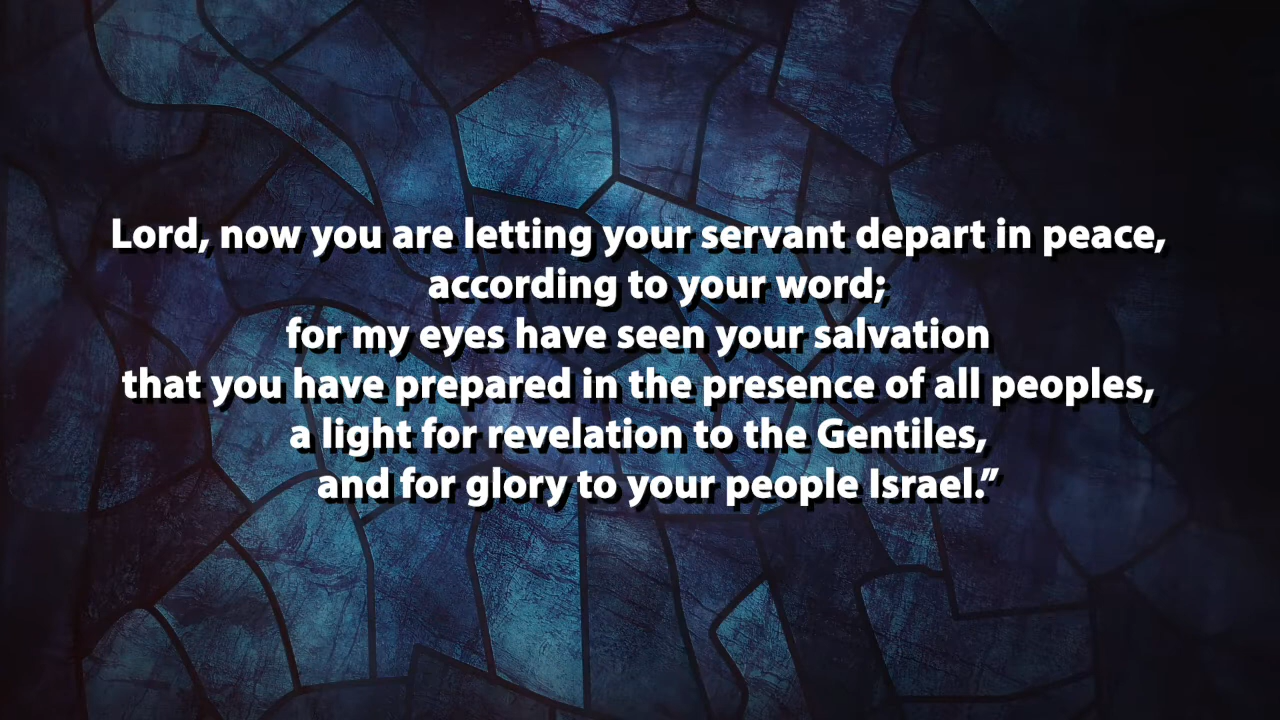 Lord, now you are letting your servant depart in peace,
according to your word;
for my eyes have seen your salvation
that you have prepared in the presence of all peoples,
a light for revelation to the Gentiles,
and for glory to your people Israel.”